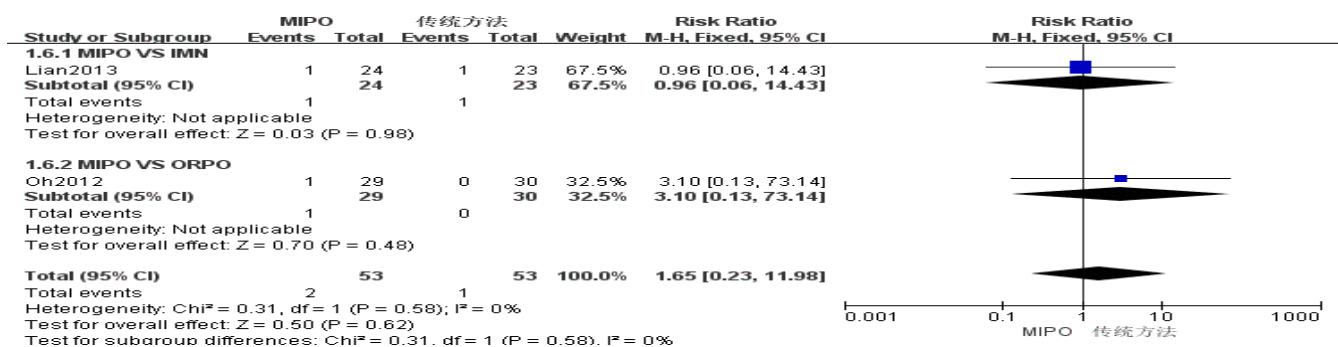 MIPO 传统方法 Risk Ratio Risk Ratio
Study or Subgroup Events Total Events Total Weight M-H, Fixed, 95% CI M-H, Fixed, 95% CI
1.6.1 MIPO VS IMN
Lian2013 1 24 1 23 67.5% 0.96 [0.06, 14.43]
Subtotal (95% CI) 24 23 67.5% 0.96 [0.06, 14.43]
Total events 1 1
Heterogeneity: Not applicable
Test for overall effect: Z = 0.03 (P = 0.98)
1.6.2 MIPO VS ORPO
Oh2012 1 29 0 30 32.5% 3.10 [0.13, 73.14]
Subtotal (95% CI) 29 30 32.5% 3.10 [0.13, 73.14]
Total events 1 0
Heterogeneity: Not applicable
Test for overall effect: Z = 0.70 (P = 0.48)
Total (95% CI) 53 53 100.0% 1.65 [0.23, 11.98]
Total events 2 1
Heterogeneity: Chi² = 0.31, df = 1 (P = 0.58); I² = 0%
Test for overall effect: Z = 0.50 (P = 0.62)
Test for subgroup differences: Chi² = 0.31, df = 1 (P = 0.58), I² = 0%
0.001 0.1 1 10 1000
MIPO 传统方法